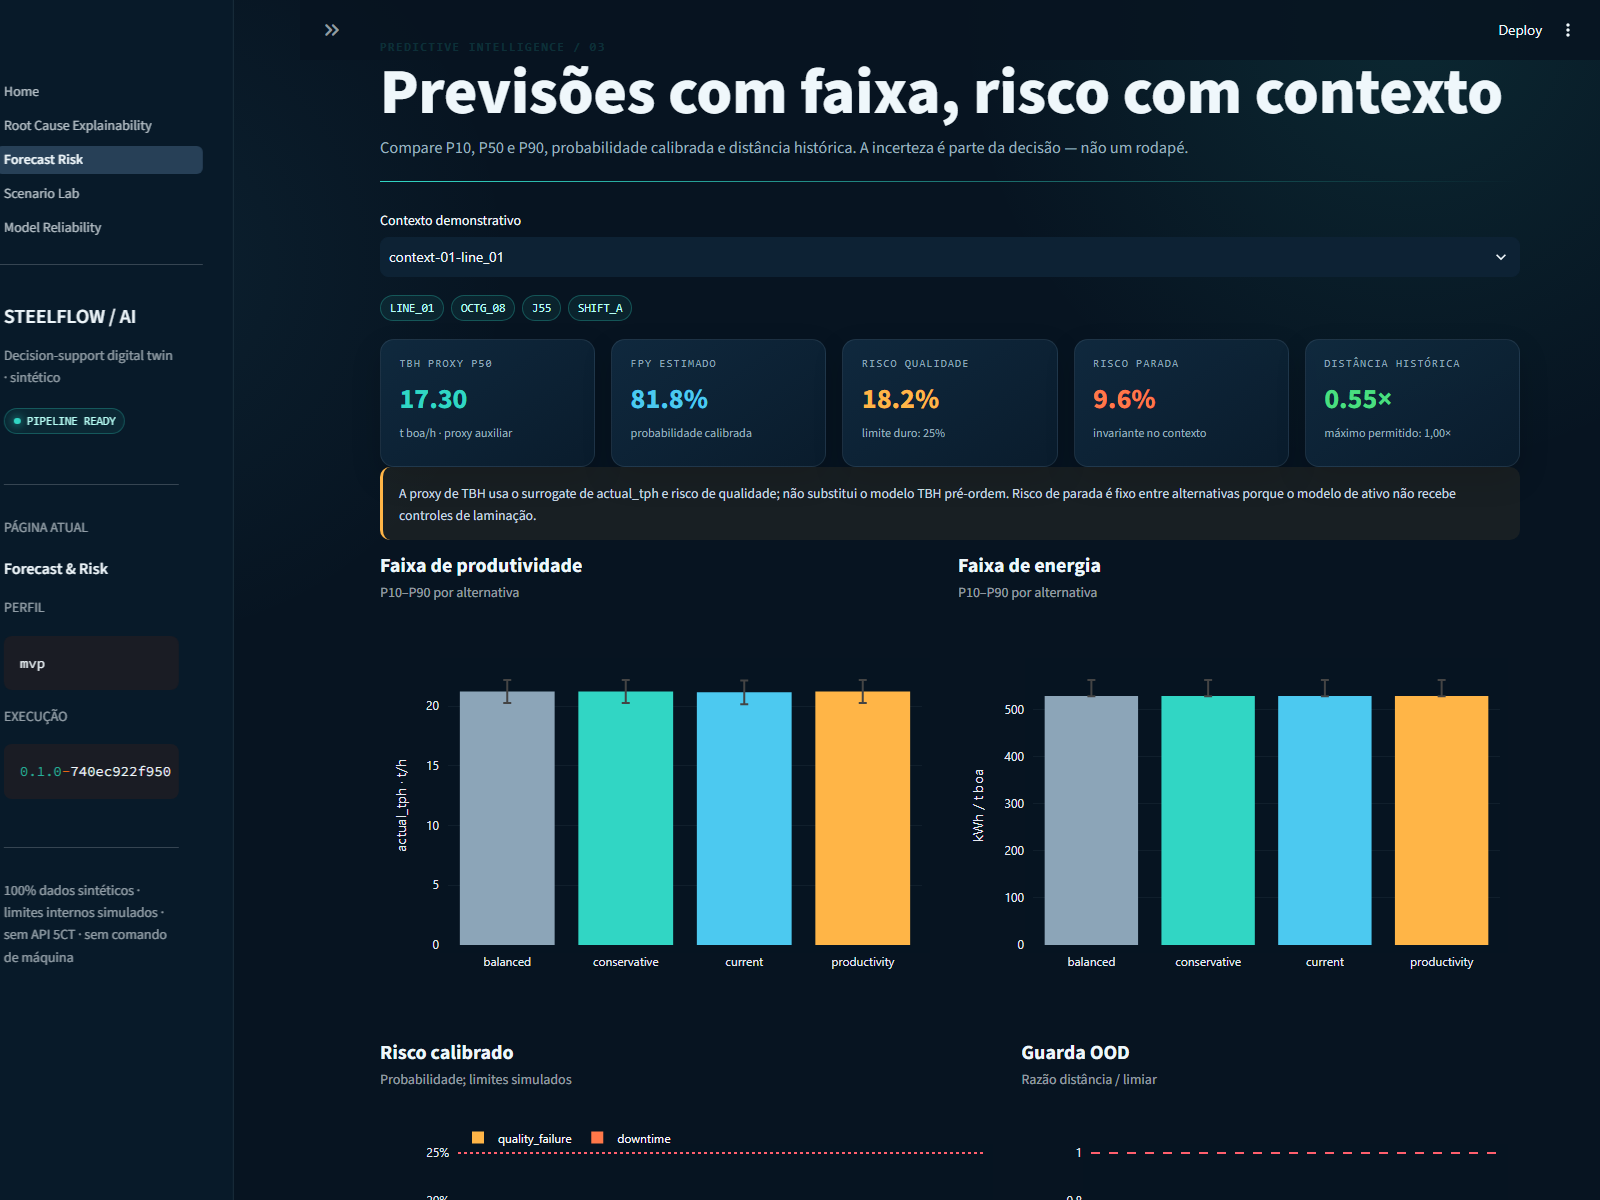 Deploy
Home
Root Cause Explainability
Forecast Risk
Scenario Lab
Model Reliability
STEELFLOW / AI
Decision-support digital twin
· sintético
PIPELINE READY
PÁGINA ATUAL
Forecast & Risk
PERFIL
mvp
EXECUÇÃO
0.1.0-740ec922f950
100% dados sintéticos ·
limites internos simulados ·
sem API 5CT · sem comando
de máquina
PREDICTIVE INTELLIGENCE / 03
Previsões com faixa, risco com contexto
Compare P10, P50 e P90, probabilidade calibrada e distância histórica. A incerteza é parte da decisão — não um rodapé.
Contexto demonstrativo
context-01-line_01
LINE_01 OCTG_08 J55 SHIFT_A
TBH PROXY P50
17.30
t boa/h · proxy auxiliar
FPY ESTIMADO
81.8%
probabilidade calibrada
RISCO QUALIDADE
18.2%
limite duro: 25%
RISCO PARADA
9.6%
invariante no contexto
DISTÂNCIA HISTÓRICA
0.55×
máximo permitido: 1,00×
A proxy de TBH usa o surrogate de actual_tph e risco de qualidade; não substitui o modelo TBH pré-ordem. Risco de parada é fixo entre alternativas porque o modelo de ativo não recebe
controles de laminação.
Faixa de produtividade
P10–P90 por alternativa
20
15
10
5
0
actual_tph · t/h
balanced conservative current productivity
Faixa de energia
P10–P90 por alternativa
500
400
300
200
100
0
kWh / t boa
balanced conservative current productivity
Risco calibrado
Probabilidade; limites simulados
quality_failure downtime
25%
20%
Guarda OOD
Razão distância / limiar
1
0.8